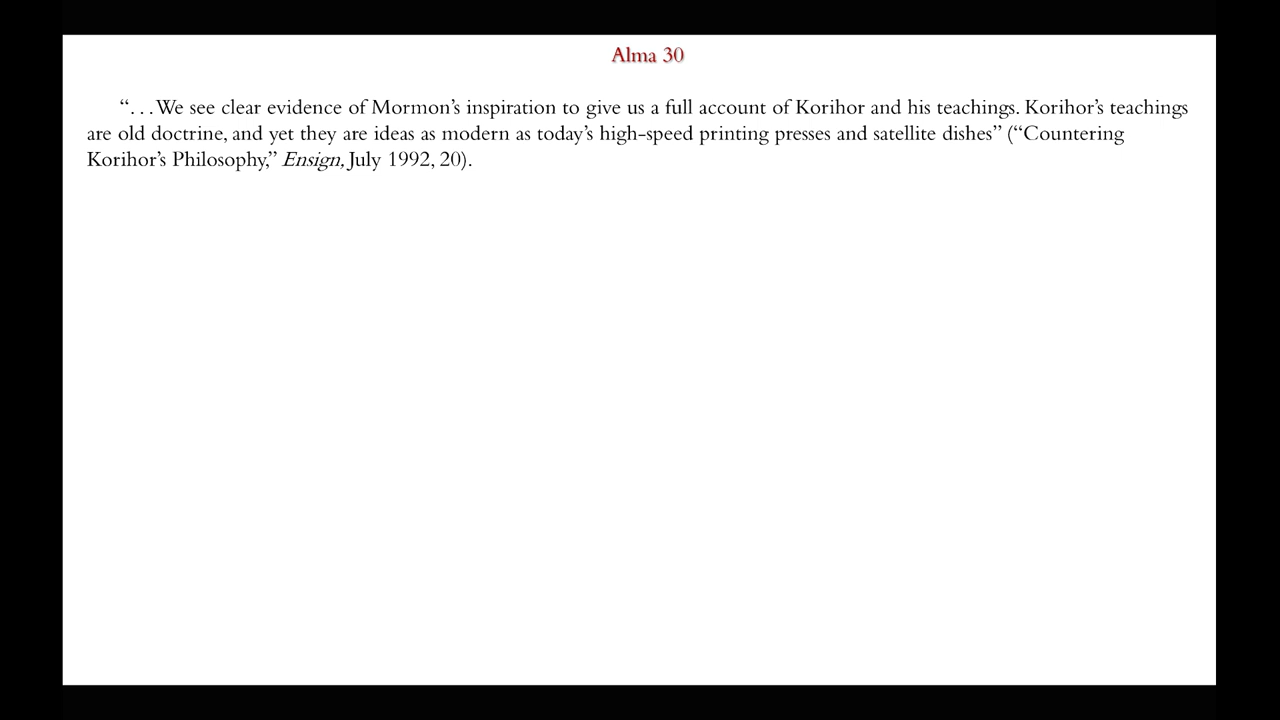 Alma 30
“. . . We see clear evidence of Mormon’s inspiration to give us a full account of Korihor and his teachings. Korihor’s teachings
are old doctrine, and yet they are ideas as modern as today’s high-speed printing presses and satellite dishes” (“Countering
Korihor’s Philosophy,” Ensign, July 1992, 20).